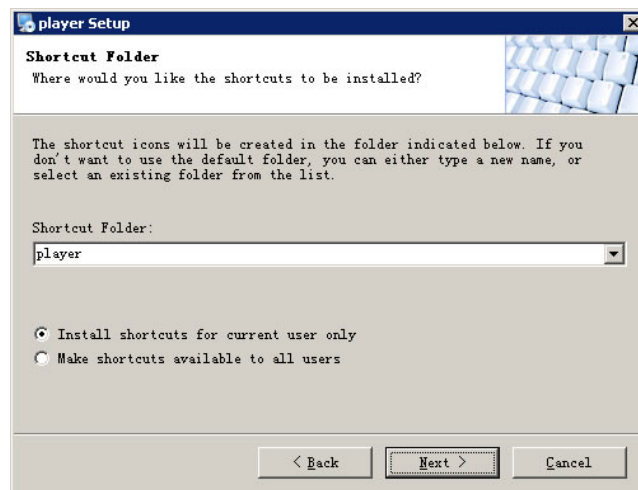 player Setup
Shortcut Folder
Where would you like the shortcuts to be installed?
The shortcut icons will be created in the folder indicated below. If you
don't want to use the default folder, you can either type a new name, or
select an existing folder from the list.
Shortcut Folder:
player
Install shortcuts for current user only
Make shortcuts available to all users
< Back Next > Cancel